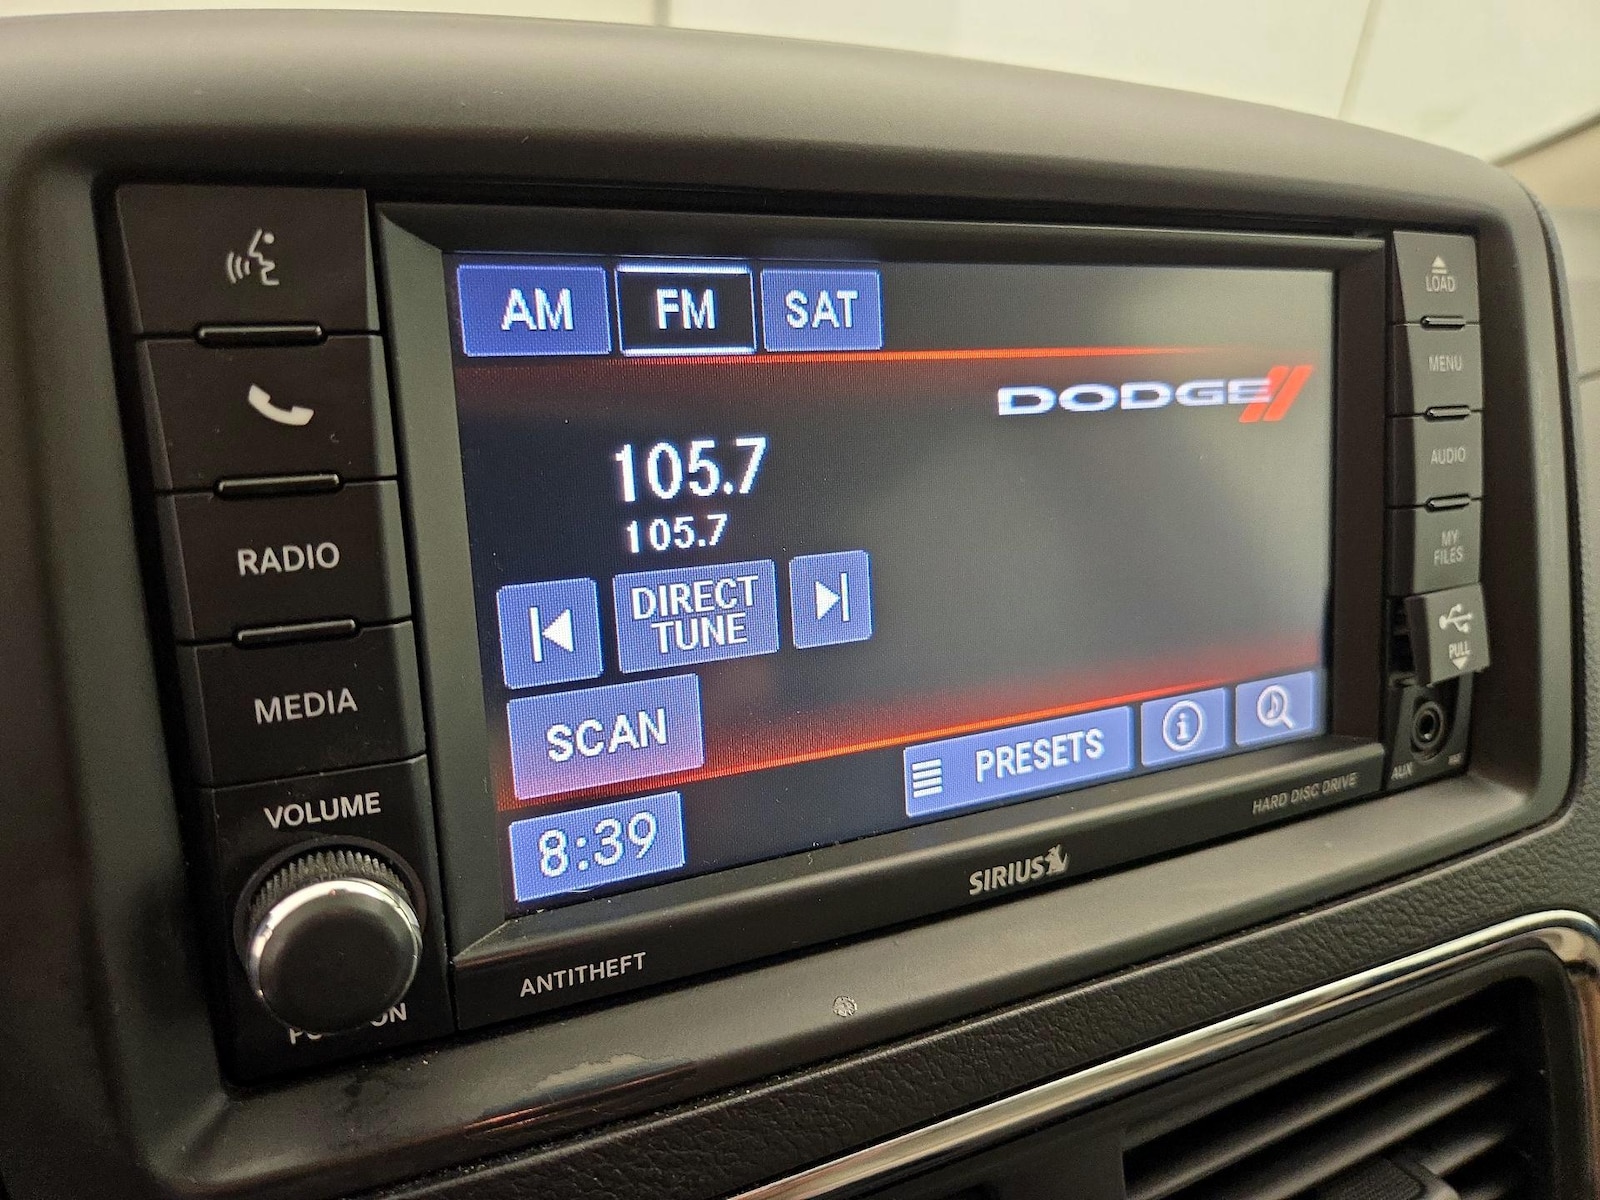 AM FM SAT
DODGE
105.7
105.7
DIRECT
TUNE
SCAN
PRESETS
8:39
RADIO
MEDIA
VOLUME
ANTITHEFT
SIRIUS
HARD DISC DRIVE
LOAD
MENU
AUDIO
MY
FILES
PULL
AUX